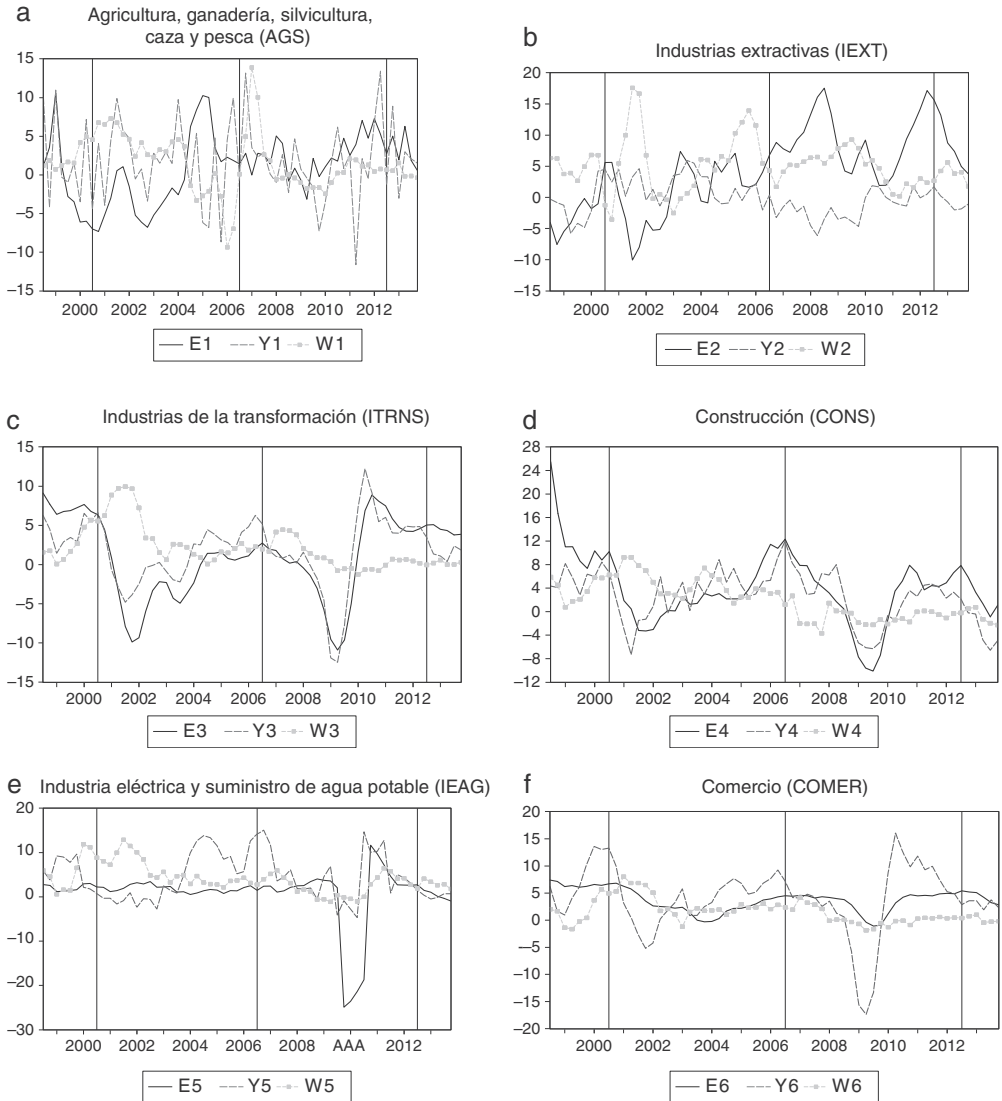 a
Agricultura, ganadería, silvicultura,
caza y pesca (AGS)
15
10
5
0
–5
–10
–15
2000 2002 2004 2006 2008 2010 2012
E1 Y1 W1
b
Industrias extractivas (IEXT)
20
15
10
5
0
–5
–10
–15
2000 2002 2004 2006 2008 2010 2012
E2 Y2 W2
c
Industrias de la transformación (ITRNS)
15
10
5
0
–5
–10
–15
2000 2002 2004 2006 2008 2010 2012
E3 Y3 W3
d
Construcción (CONS)
28
24
20
16
12
8
4
0
–4
–8
–12
2000 2002 2004 2006 2008 2010 2012
E4 Y4 W4
e
Industria eléctrica y suministro de agua potable (IEAG)
20
10
0
–10
–20
–30
2000 2002 2004 2006 2008 AAA 2012
E5 Y5 W5
f
Comercio (COMER)
20
15
10
5
0
–5
–10
–15
–20
2000 2002 2004 2006 2008 2010 2012
E6 Y6 W6